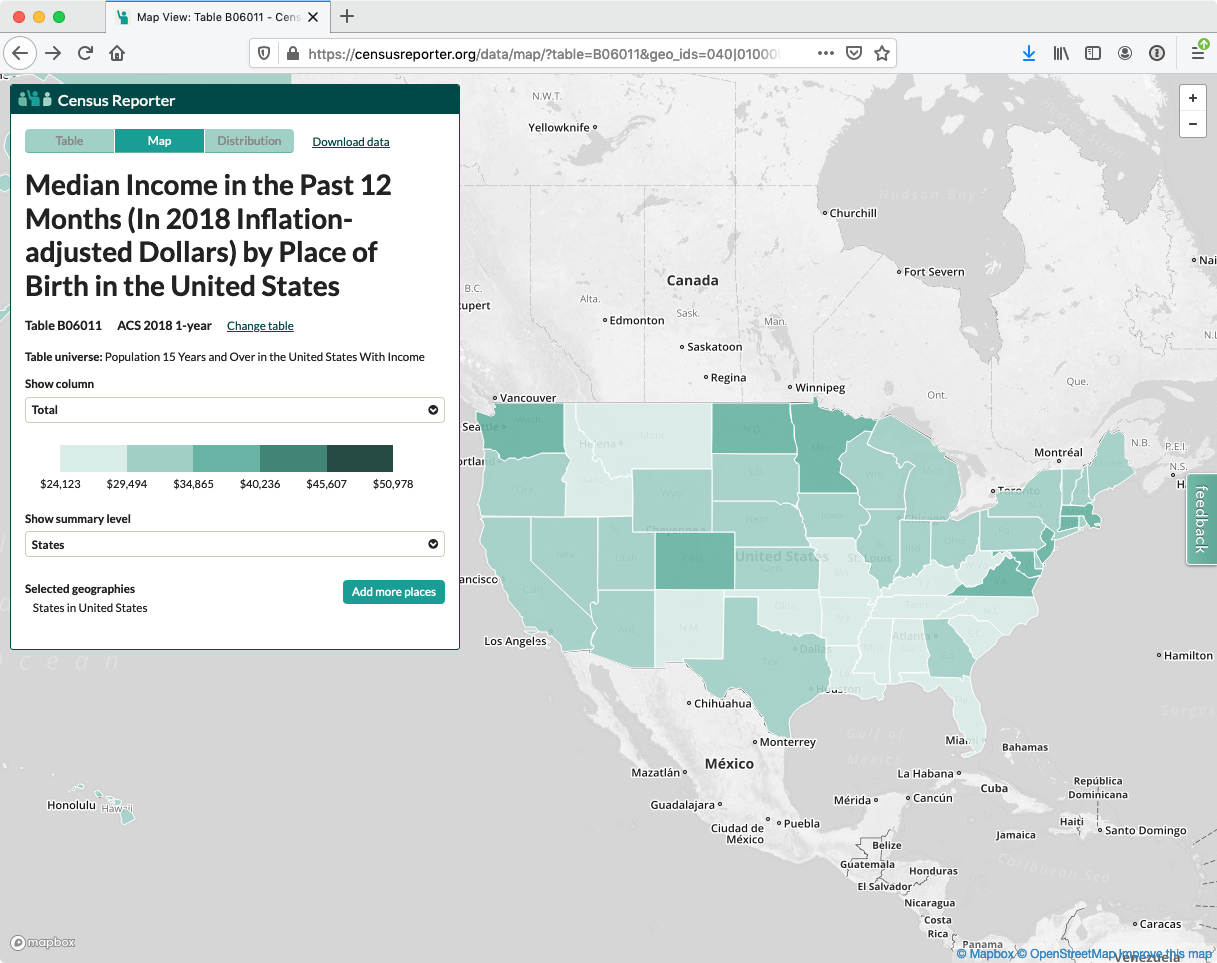 Map View: Table B06011 - Cens
https://censusreporter.org/data/map/?table=B06011&geo_ids=040|01000
Census Reporter
Table Map Distribution Download data
Median Income in the Past 12
Months (In 2018 Inflation-
adjusted Dollars) by Place of
Birth in the United States
Table B06011 ACS 2018 1-year Change table
Table universe: Population 15 Years and Over in the United States With Income
Show column
Total
$24,123 $29,494 $34,865 $40,236 $45,607 $50,978
Show summary level
States
Selected geographies
Add more places
States in United States
+
−
N.W.T.
Yellowknife
Hudson Bay
Churchill
Nai
Fort Severn
Canada
B.C.
upert
Alta.
Sask.
Edmonton
Man.
N.L
Saskatoon
Regina
Winnipeg
Que.
Ont.
Vancouver
Seattle
Wash.
Helena
Mont.
N.D.
Minn.
Montréal
N.B.
P.E.I.
N.S.
H
rtland
Ore.
Idaho
Wyo.
S.D.
Wis.
Mich.
Toronto
Maine
feedback
Cheyenne
Nebr.
Iowa
Chicago
N.Y.
Pa.
Nev.
Utah
Colo.
United States
Kans.
Mo.
St. Louis
Ind.
Ohio
Va.
ancisco
Calif.
Ariz.
N.M.
Okla.
Tenn.
N.C.
Atlanta
S.C.
Los Angeles
Dallas
Tex.
Ga.
Houston
Ocean
Hamilton
Chihuahua
Sargas
Monterrey
Gulf of
Mexico
Miami
Bahamas
México
Mazatlán
La Habana
Cuba
República
Dominicana
Honolulu
Hawaii
Guadalajara
Mérida
Cancún
Ciudad de
México
Puebla
Haiti
Santo Domingo
Jamaica
Belize
Guatemala
Honduras
Caribbean Sea
El Salvador
Nicaragua
Costa
Rica
Caracas
Panama
Venezuela
mapbox
© Mapbox © OpenStreetMap Improve this map